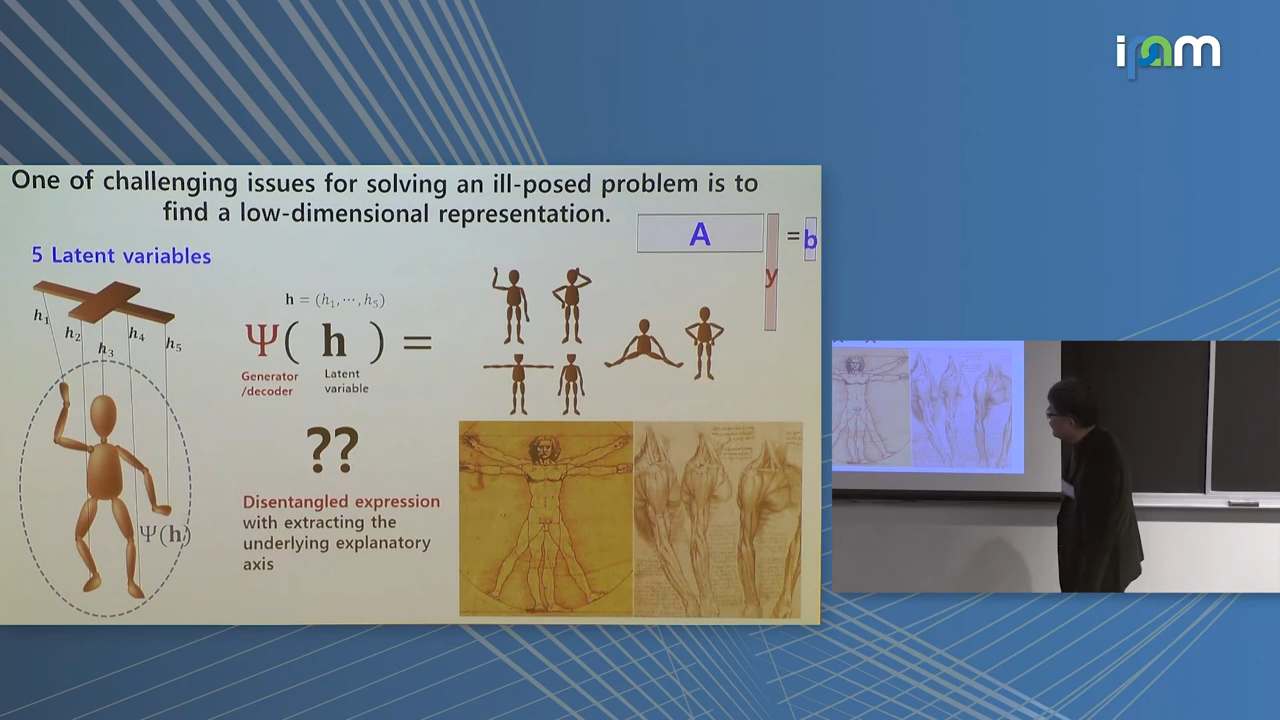 ipam
One of challenging issues for solving an ill-posed problem is to
find a low-dimensional representation.
A
= b
y
5 Latent variables
h₁
h₂
h₃
h₄
h₅
h = (h₁, ⋯, h₅)
Ψ( h ) =
Generator
/decoder
Latent
variable
??
Disentangled expression
with extracting the
underlying explanatory
axis
Ψ(h)